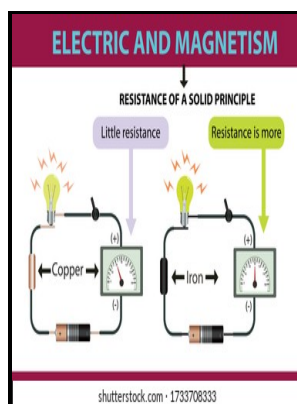 ELECTRIC AND MAGNETISM
RESISTANCE OF A SOLID PRINCIPLE
Little resistance
Resistance is more
(+)
(+)
Copper
Iron
(-)
(-)
shutterstock.com · 1733708333